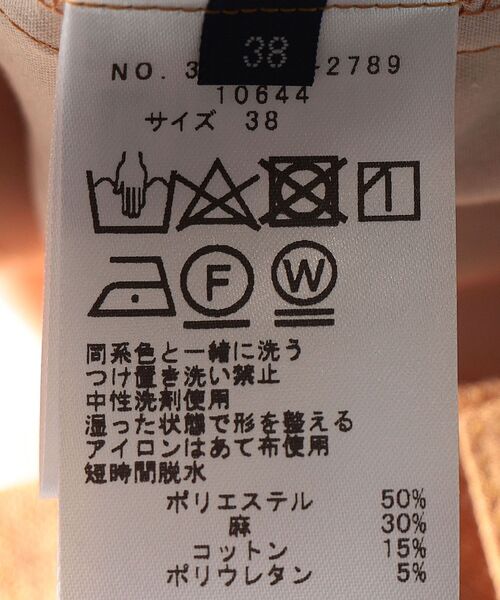 38
NO. 3 -2789
10644
サイズ 38
F
W
同系色と一緒に洗う
つけ置き洗い禁止
中性洗剤使用
湿った状態で形を整える
アイロンはあて布使用
短時間脱水
ポリエステル 50%
麻 30%
コットン 15%
ポリウレタン 5%